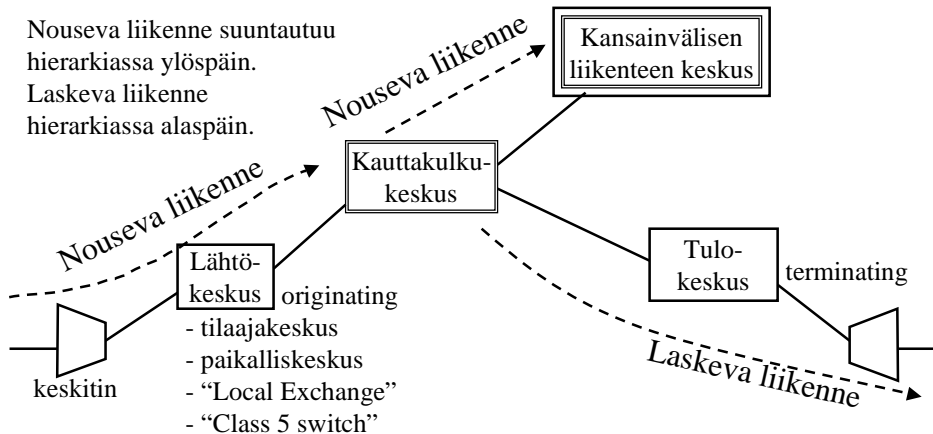 Nouseva liikenne suuntautuu
hierarkiassa ylöspäin.
Laskeva liikenne
hierarkiassa alaspäin.
Nouseva liikenne
Kansainvälisen
liikenteen keskus
Nouseva liikenne
Kauttakulku-
keskus
Lähtö-
keskus
originating
- tilaajakeskus
- paikalliskeskus
- “Local Exchange”
- “Class 5 switch”
keskitin
Tulo-
keskus
terminating
Laskeva liikenne